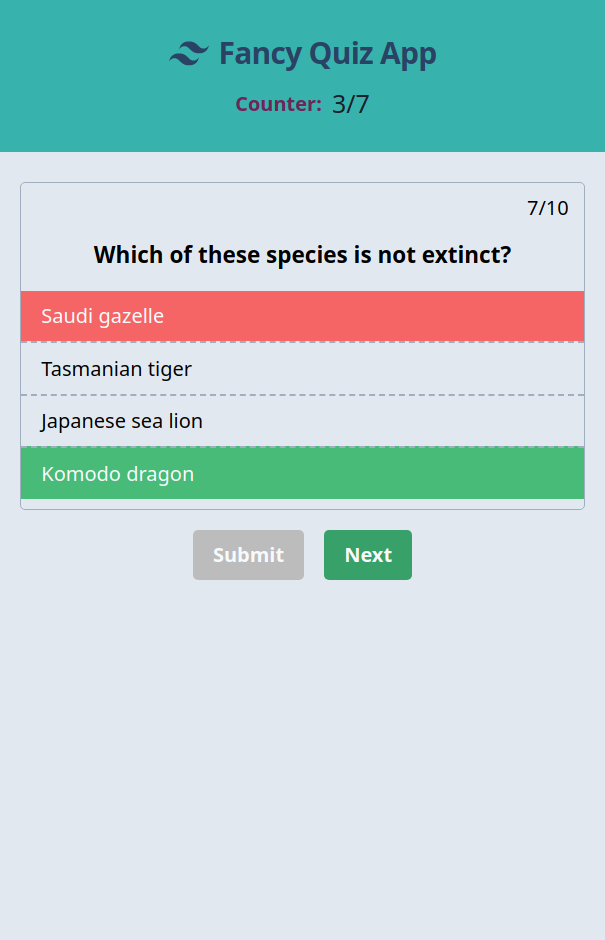 Fancy Quiz App
Counter: 3/7
7/10
Which of these species is not extinct?
Saudi gazelle
Tasmanian tiger
Japanese sea lion
Komodo dragon
Submit Next